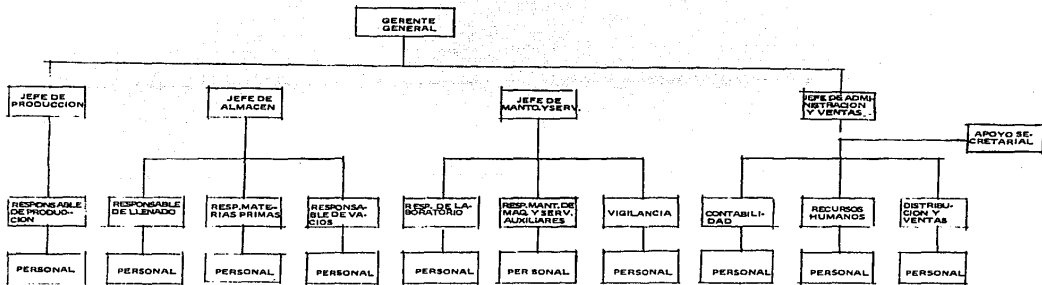 GERENTE
GENERAL
JEFE DE
PRODUCCION
JEFE DE
ALMACEN
JEFE DE
MANTO.Y SERV.
JEFE DE ADMI-
NISTRACION
Y VENTAS
APOYO SE-
CRETARIAL
RESPONSABLE
DE PRODUC-
CION
RESPONSABLE
DE LLENADO
RESP. MATE-
RIAS PRIMAS
RESPONSA-
BLE DE VA-
CIOS
RESP. DE LA-
BORATORIO
RESP. MANT. DE
MAQ. Y SERV.
AUXILIARES
VIGILANCIA
CONTABILI-
DAD
RECURSOS
HUMANOS
DISTRIBU-
CION Y
VENTAS
PERSONAL
PERSONAL
PERSONAL
PERSONAL
PERSONAL
PERSONAL
PERSONAL
PERSONAL
PERSONAL
PERSONAL